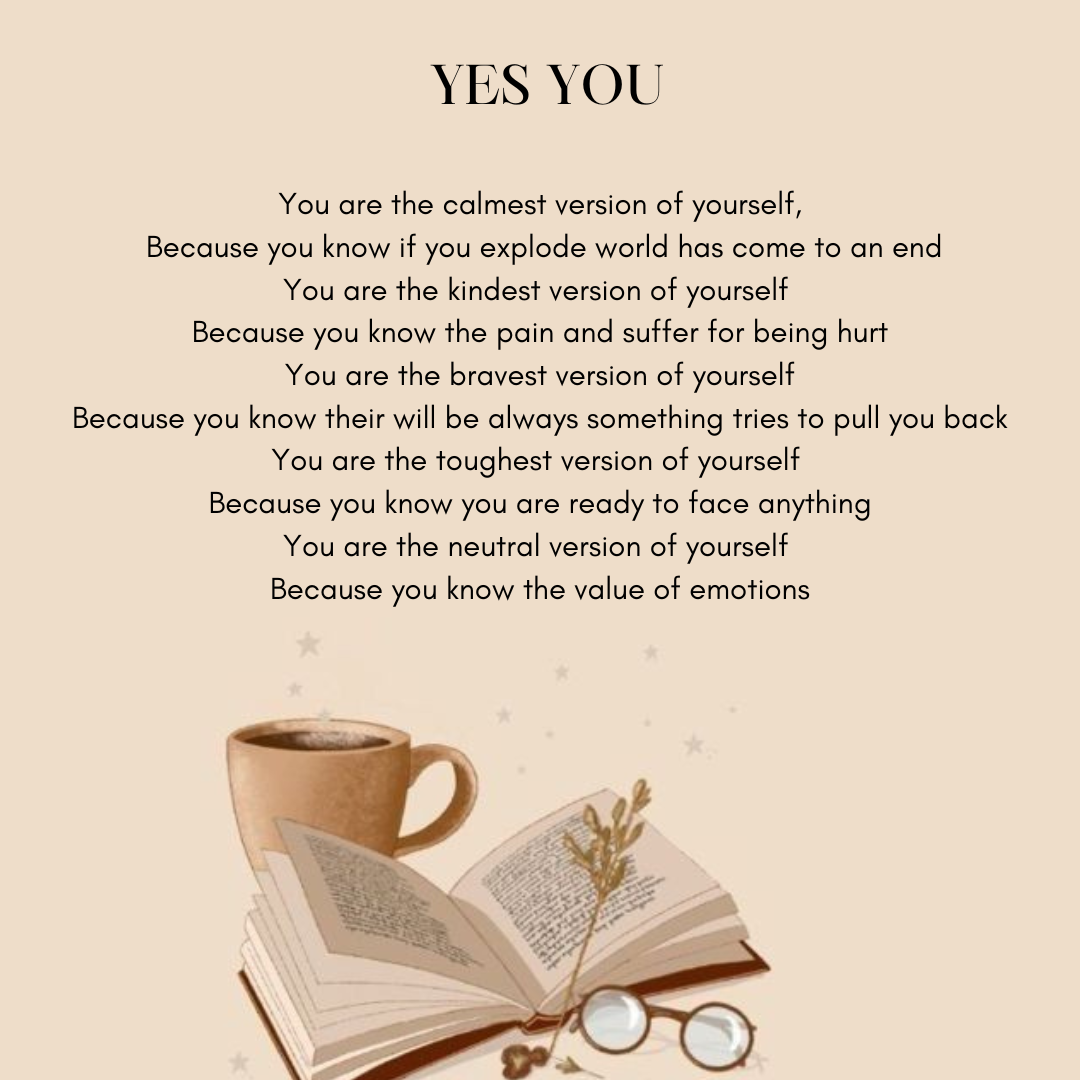 YES YOU
You are the calmest version of yourself,
Because you know if you explode world has come to an end
You are the kindest version of yourself
Because you know the pain and suffer for being hurt
You are the bravest version of yourself
Because you know their will be always something tries to pull you back
You are the toughest version of yourself
Because you know you are ready to face anything
You are the neutral version of yourself
Because you know the value of emotions